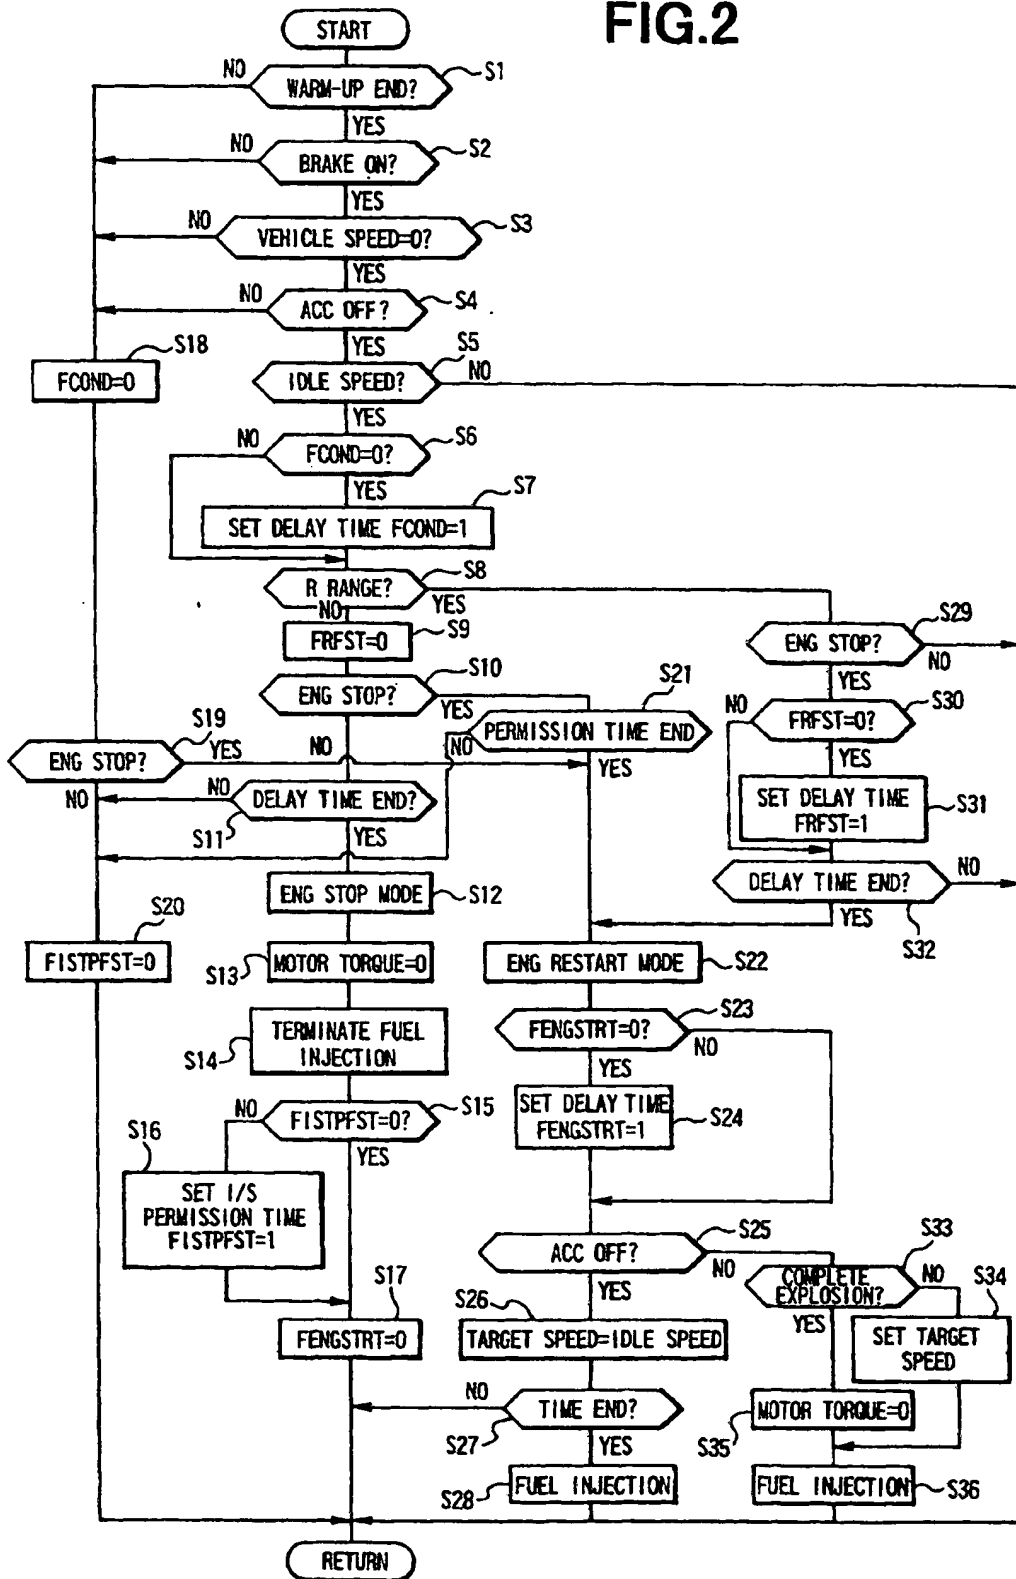 FIG.2
START
NO
WARM-UP END?
S1
YES
NO
BRAKE ON?
S2
YES
NO
VEHICLE SPEED=0?
S3
YES
NO
ACC OFF?
S4
YES
S18
FCOND=0
IDLE SPEED?
S5
NO
YES
NO
FCOND=0?
S6
YES
S7
SET DELAY TIME FCOND=1
R RANGE?
S8
YES
NO
FRFST=0
S9
ENG STOP?
S29
NO
YES
ENG STOP?
S10
YES
S21
PERMISSION TIME END
NO
YES
NO
FRFST=0?
S30
YES
S19
ENG STOP?
YES
NO
NO
NO
DELAY TIME END?
S11
YES
SET DELAY TIME
FRFST=1
S31
DELAY TIME END?
NO
YES
S32
ENG STOP MODE
S12
S20
FISTPFST=0
S13
MOTOR TORQUE=0
ENG RESTART MODE
S22
S14
TERMINATE FUEL
INJECTION
FENGSTRT=0?
S23
NO
YES
SET DELAY TIME
FENGSTRT=1
S24
NO
FISTPFST=0?
S15
YES
S16
SET I/S
PERMISSION TIME
FISTPFST=1
S17
FENGSTRT=0
ACC OFF?
S25
NO
YES
COMPLETE
EXPLOSION?
S33
NO
YES
S34
SET TARGET
SPEED
S26
TARGET SPEED=IDLE SPEED
NO
TIME END?
S27
YES
MOTOR TORQUE=0
S35
S28
FUEL INJECTION
FUEL INJECTION
S36
RETURN